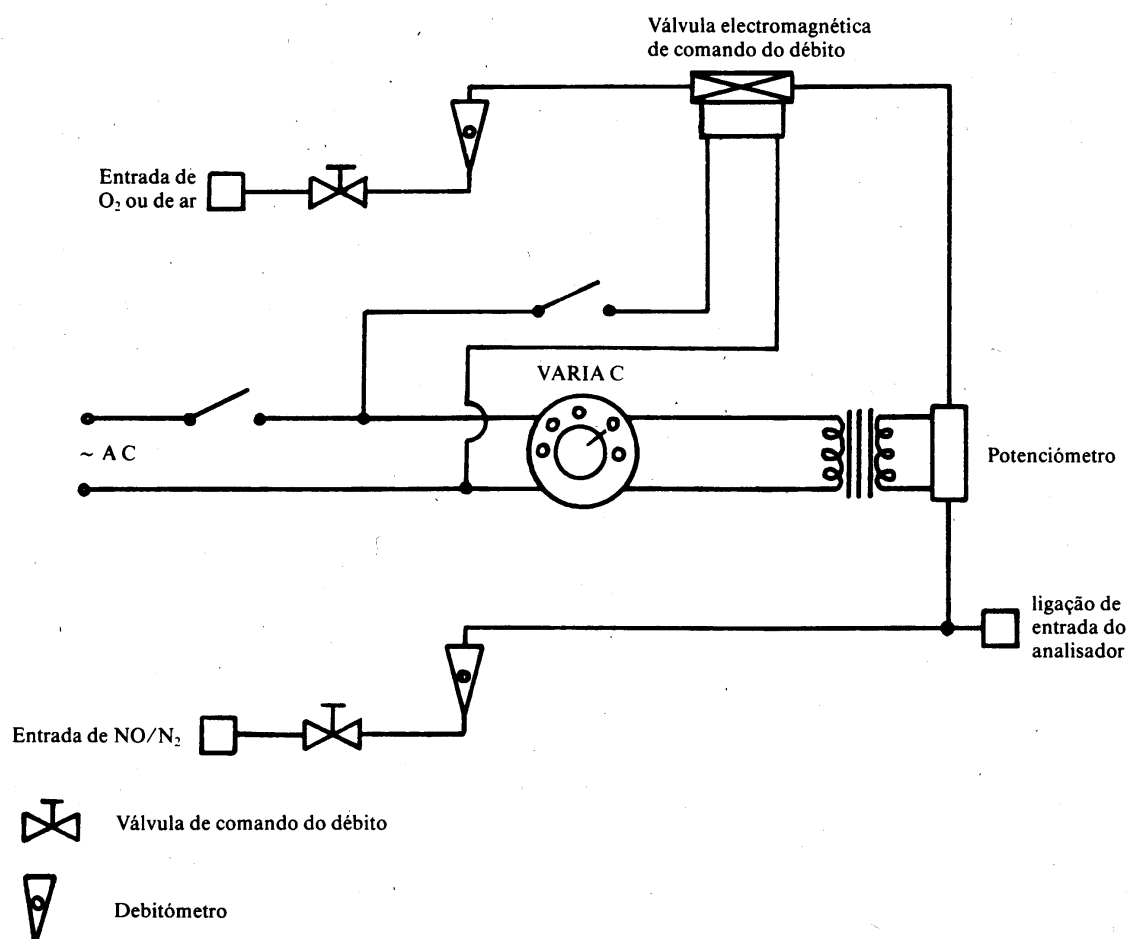 Válvula electromagnética
de comando do débito
Entrada de
O₂ ou de ar
VARIA C
~ A C
Potenciómetro
ligação de
entrada do
analisador
Entrada de NO/N₂
Válvula de comando do débito
Debitómetro